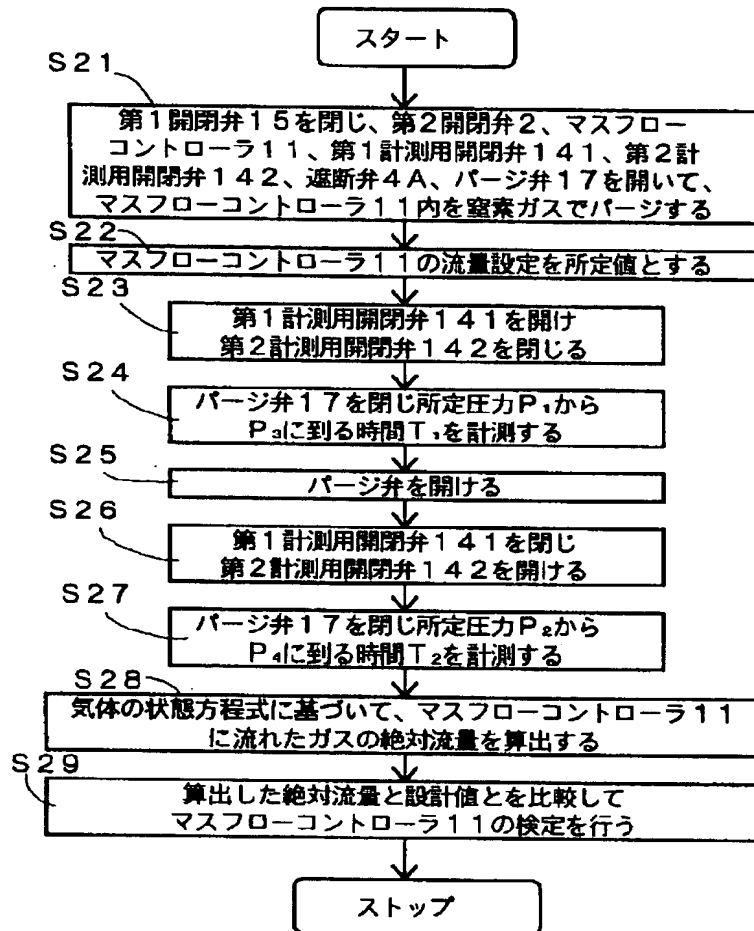 スタート
S21
第1開閉弁15を閉じ、第2開閉弁2、マスフロー
コントローラ11、第1計測用開閉弁141、第2計
測用開閉弁142、遮断弁4A、パージ弁17を開いて、
マスフローコントローラ11内を窒素ガスでパージする
S22
マスフローコントローラ11の流量設定を所定値とする
S23
第1計測用開閉弁141を開け
第2計測用開閉弁142を閉じる
S24
パージ弁17を閉じ所定圧力P₁から
P₃に到る時間T₁を計測する
S25
パージ弁を開ける
S26
第1計測用開閉弁141を閉じ
第2計測用開閉弁142を開ける
S27
パージ弁17を閉じ所定圧力P₂から
P₄に到る時間T₂を計測する
S28
気体の状態方程式に基づいて、マスフローコントローラ11
に流れたガスの絶対流量を算出する
S29
算出した絶対流量と設計値とを比較して
マスフローコントローラ11の検定を行う
ストップ